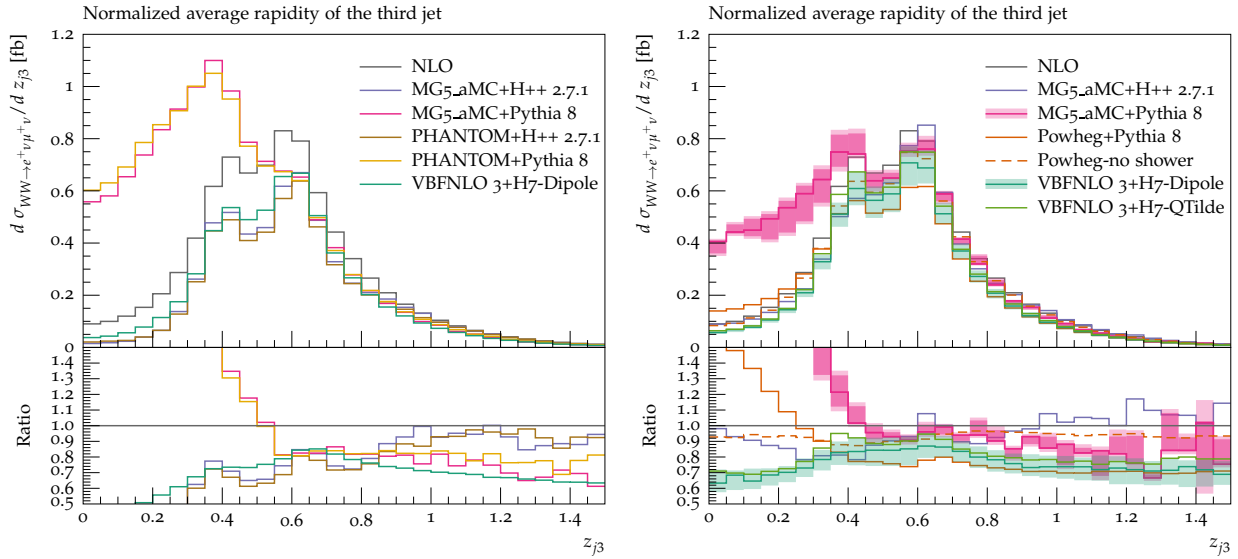 Normalized average rapidity of the third jet
d σ_{WW→e⁺νμ⁺ν}/d z_{j3} [fb]
1.2
1
0.8
0.6
0.4
0.2
0
NLO
MG5_aMC+H++ 2.7.1
MG5_aMC+Pythia 8
PHANTOM+H++ 2.7.1
PHANTOM+Pythia 8
VBFNLO 3+H7-Dipole
Ratio
1.4
1.3
1.2
1.1
1.0
0.9
0.8
0.7
0.6
0.5
0 0.2 0.4 0.6 0.8 1 1.2 1.4
z_{j3}
Normalized average rapidity of the third jet
d σ_{WW→e⁺νμ⁺ν}/d z_{j3} [fb]
1.2
1
0.8
0.6
0.4
0.2
0
NLO
MG5_aMC+H++ 2.7.1
MG5_aMC+Pythia 8
Powheg+Pythia 8
Powheg-no shower
VBFNLO 3+H7-Dipole
VBFNLO 3+H7-QTilde
Ratio
1.4
1.3
1.2
1.1
1.0
0.9
0.8
0.7
0.6
0.5
0 0.2 0.4 0.6 0.8 1 1.2 1.4
z_{j3}